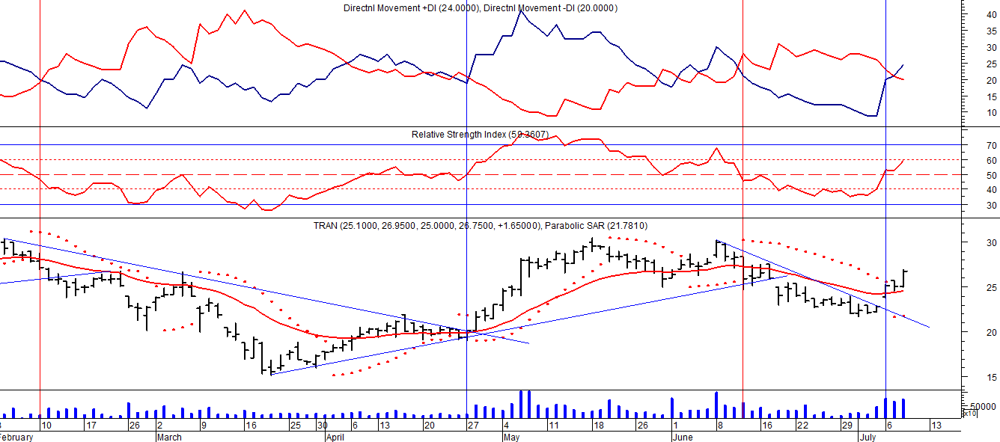 Directnl Movement +DI (24.0000), Directnl Movement -DI (20.0000)
40
35
30
25
20
15
10
Relative Strength Index (59.3607)
70
60
50
40
30
TRAN (25.1000, 26.9500, 25.0000, 26.7500, +1.65000), Parabolic SAR (21.7810)
30
25
20
15
50000
x10
3 10 17 26 2 9 16 25 30 6 13 20 27 4 11 18 26 1 8 16 22 29 6 13
ebruary March April May June July